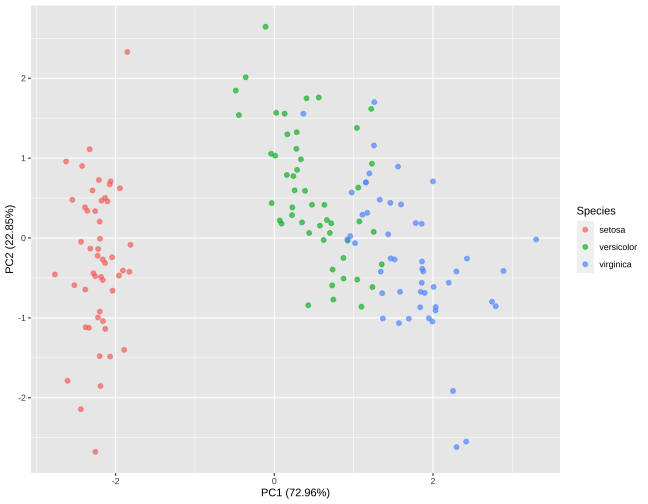 PC2 (22.85%)
2
1
0
-1
-2
-2
0
2
PC1 (72.96%)
Species
setosa
versicolor
virginica